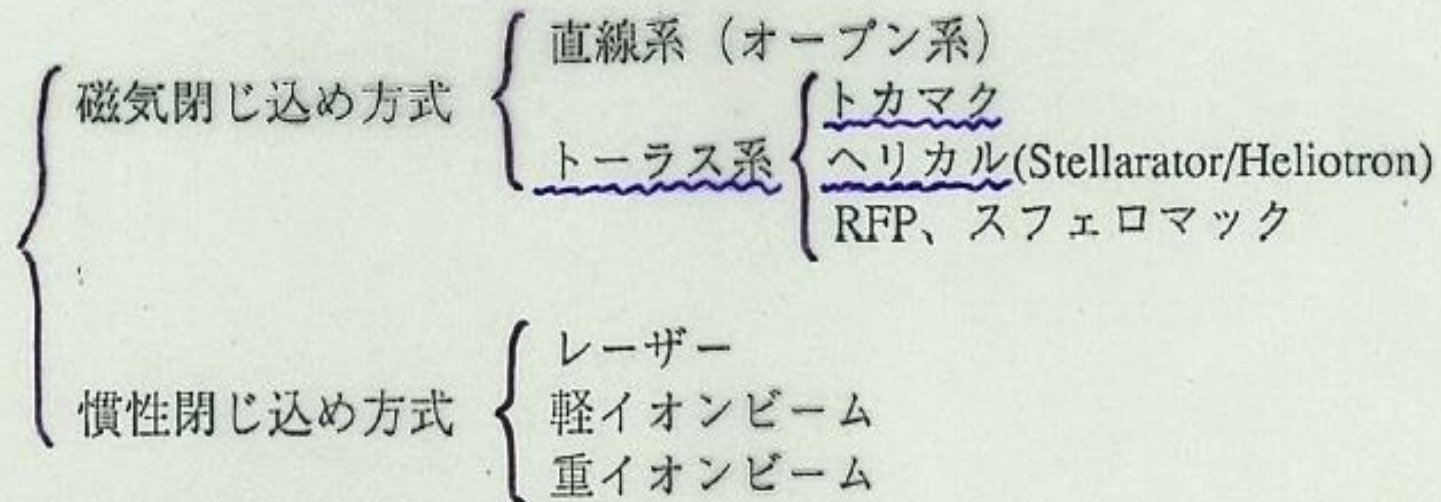 直線系（オープン系）
磁気閉じ込め方式
トカマク
トーラス系
ヘリカル(Stellarator/Heliotron)
RFP、スフェロマック
レーザー
慣性閉じ込め方式
軽イオンビーム
重イオンビーム